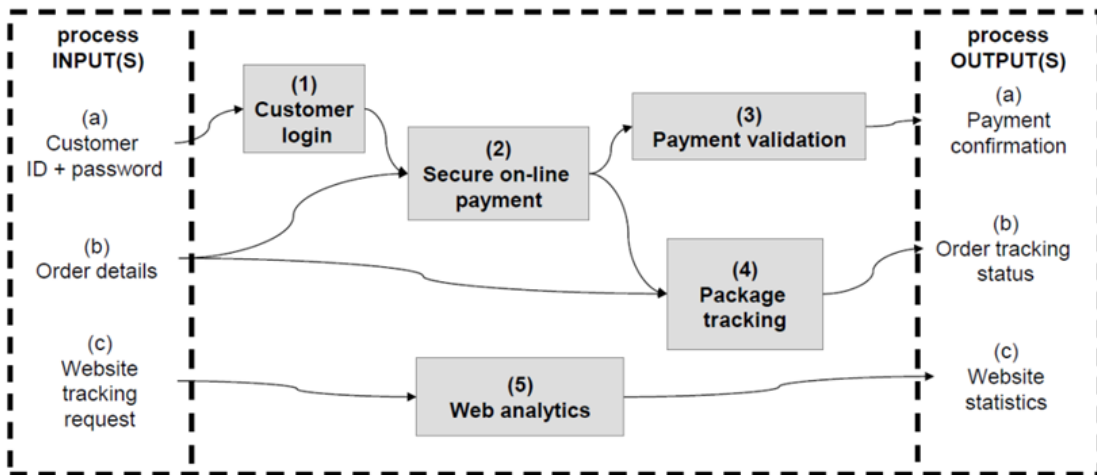 process
INPUT(S)
(a)
Customer
ID + password
(b)
Order details
(c)
Website
tracking
request
(1)
Customer
login
(2)
Secure on-line
payment
(3)
Payment validation
(4)
Package
tracking
(5)
Web analytics
process
OUTPUT(S)
(a)
Payment
confirmation
(b)
Order tracking
status
(c)
Website
statistics